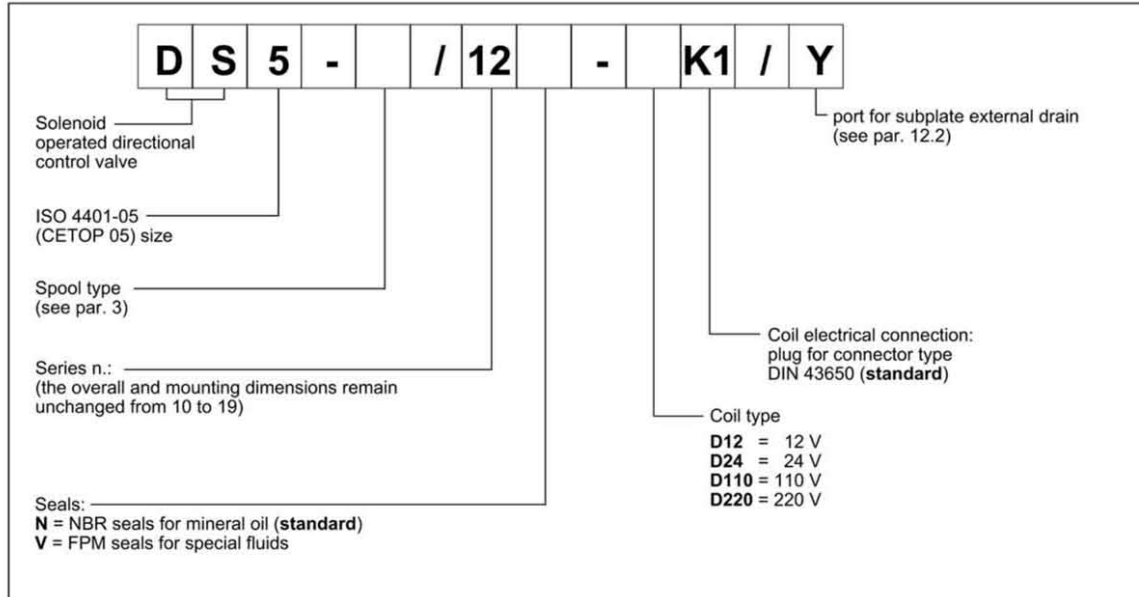 D S 5 - / 12 - K1 / Y
Solenoid
operated directional
control valve
port for subplate external drain
(see par. 12.2)
ISO 4401-05
(CETOP 05) size
Spool type
(see par. 3)
Series n.:
(the overall and mounting dimensions remain
unchanged from 10 to 19)
Coil electrical connection:
plug for connector type
DIN 43650 (standard)
Coil type
D12 = 12 V
D24 = 24 V
D110 = 110 V
D220 = 220 V
Seals:
N = NBR seals for mineral oil (standard)
V = FPM seals for special fluids